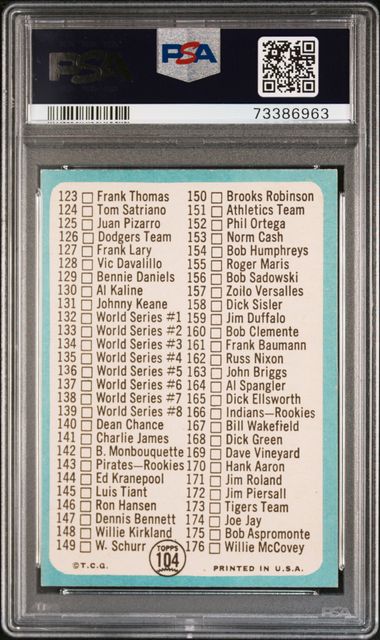 PSA
PSA
73386963
123 Frank Thomas
124 Tom Satriano
125 Juan Pizarro
126 Dodgers Team
127 Frank Lary
128 Vic Davalillo
129 Bennie Daniels
130 Al Kaline
131 Johnny Keane
132 World Series #1
133 World Series #2
134 World Series #3
135 World Series #4
136 World Series #5
137 World Series #6
138 World Series #7
139 World Series #8
140 Dean Chance
141 Charlie James
142 B. Monbouquette
143 Pirates—Rookies
144 Ed Kranepool
145 Luis Tiant
146 Ron Hansen
147 Dennis Bennett
148 Willie Kirkland
149 W. Schurr
150 Brooks Robinson
151 Athletics Team
152 Phil Ortega
153 Norm Cash
154 Bob Humphreys
155 Roger Maris
156 Bob Sadowski
157 Zoilo Versalles
158 Dick Sisler
159 Jim Duffalo
160 Bob Clemente
161 Frank Baumann
162 Russ Nixon
163 John Briggs
164 Al Spangler
165 Dick Ellsworth
166 Indians—Rookies
167 Bill Wakefield
168 Dick Green
169 Dave Vineyard
170 Hank Aaron
171 Jim Roland
172 Jim Piersall
173 Tigers Team
174 Joe Jay
175 Bob Aspromonte
176 Willie McCovey
©T.C.G.
TOPPS
104
PRINTED IN U.S.A.